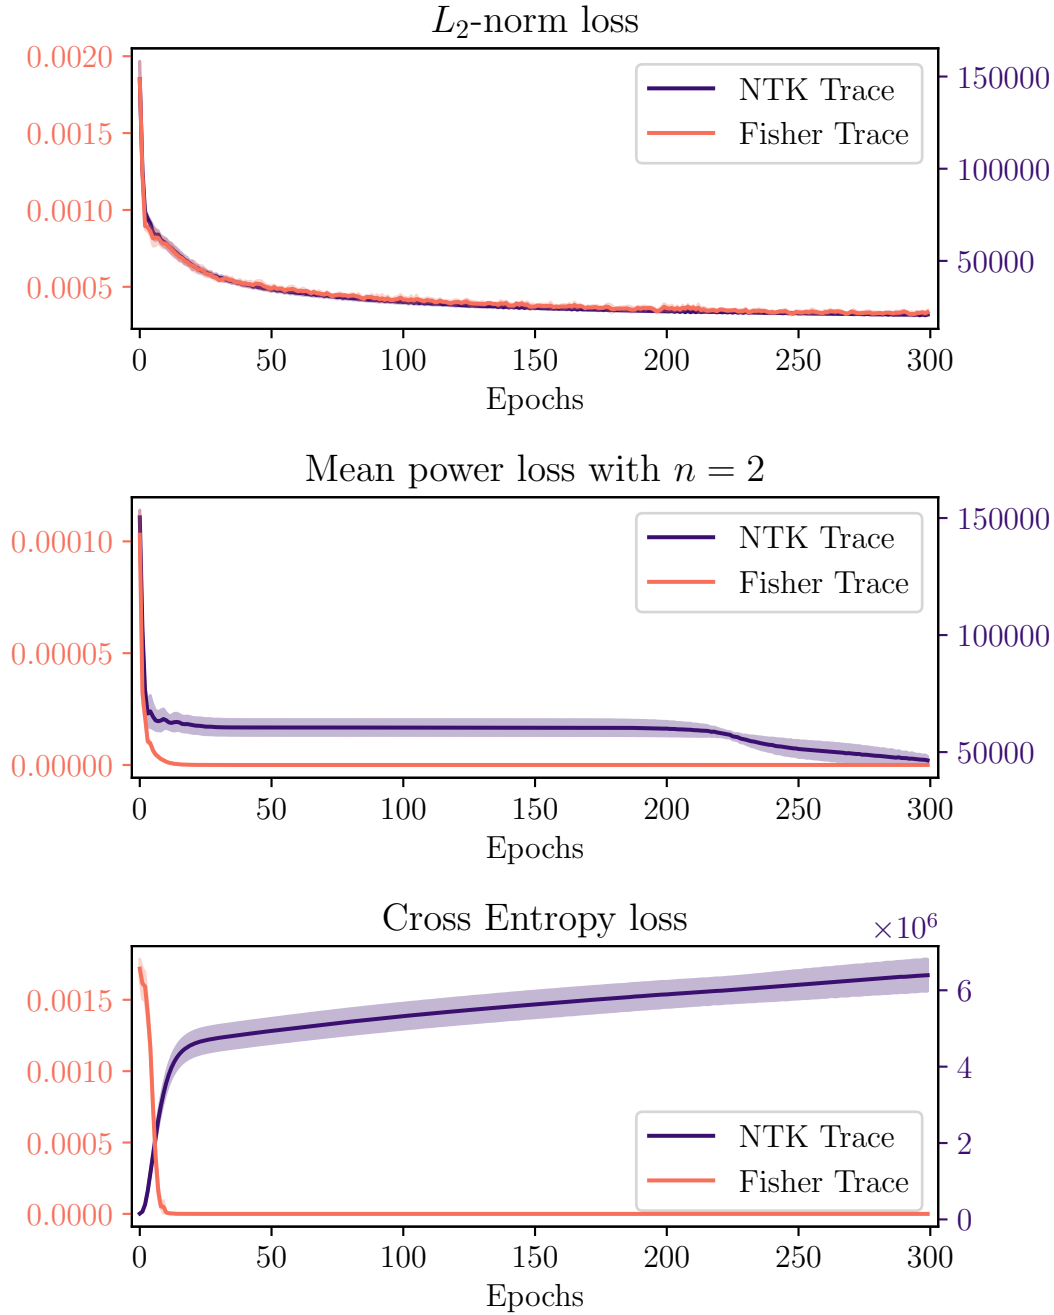 L₂-norm loss
0.0020
0.0015
0.0010
0.0005
150000
100000
50000
NTK Trace
Fisher Trace
0 50 100 150 200 250 300
Epochs
Mean power loss with n = 2
0.00010
0.00005
0.00000
150000
100000
50000
NTK Trace
Fisher Trace
0 50 100 150 200 250 300
Epochs
Cross Entropy loss
×10⁶
0.0015
0.0010
0.0005
0.0000
6
4
2
0
NTK Trace
Fisher Trace
0 50 100 150 200 250 300
Epochs